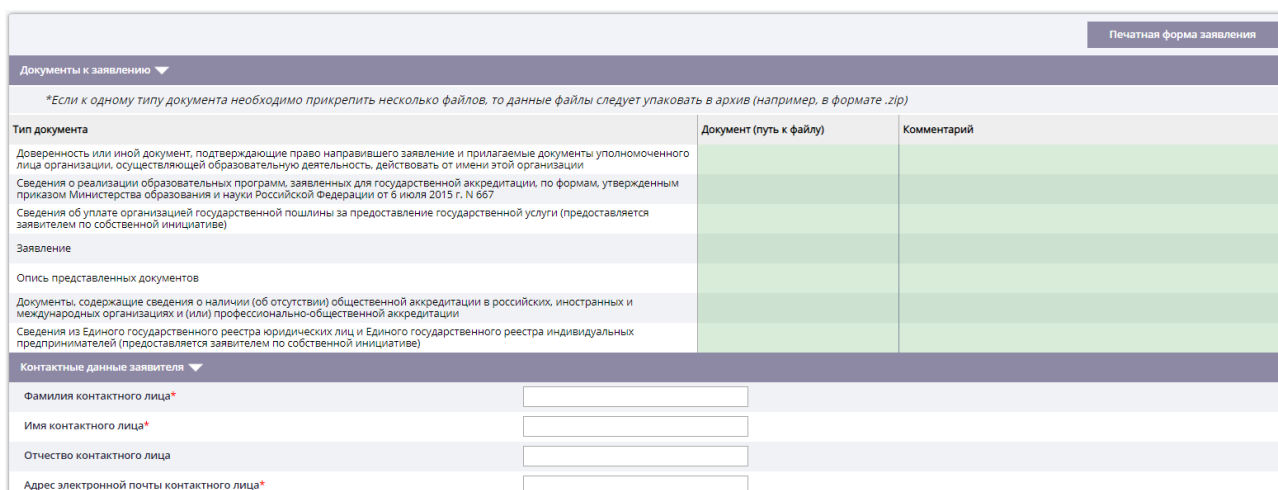 Печатная форма заявления
Документы к заявлению
*Если к одному типу документа необходимо прикрепить несколько файлов, то данные файлы следует упаковать в архив (например, в формате .zip)
Тип документа Документ (путь к файлу) Комментарий
Доверенность или иной документ, подтверждающие право направившего заявление и прилагаемые документы уполномоченного
лица организации, осуществляющей образовательную деятельность, действовать от имени этой организации
Сведения о реализации образовательных программ, заявленных для государственной аккредитации, по формам, утвержденным
приказом Министерства образования и науки Российской Федерации от 6 июля 2015 г. N 667
Сведения об уплате организацией государственной пошлины за предоставление государственной услуги (предоставляется
заявителем по собственной инициативе)
Заявление
Опись представленных документов
Документы, содержащие сведения о наличии (об отсутствии) общественной аккредитации в российских, иностранных и
международных организациях и (или) профессионально-общественной аккредитации
Сведения из Единого государственного реестра юридических лиц и Единого государственного реестра индивидуальных
предпринимателей (предоставляется заявителем по собственной инициативе)
Контактные данные заявителя
Фамилия контактного лица*
Имя контактного лица*
Отчество контактного лица
Адрес электронной почты контактного лица*